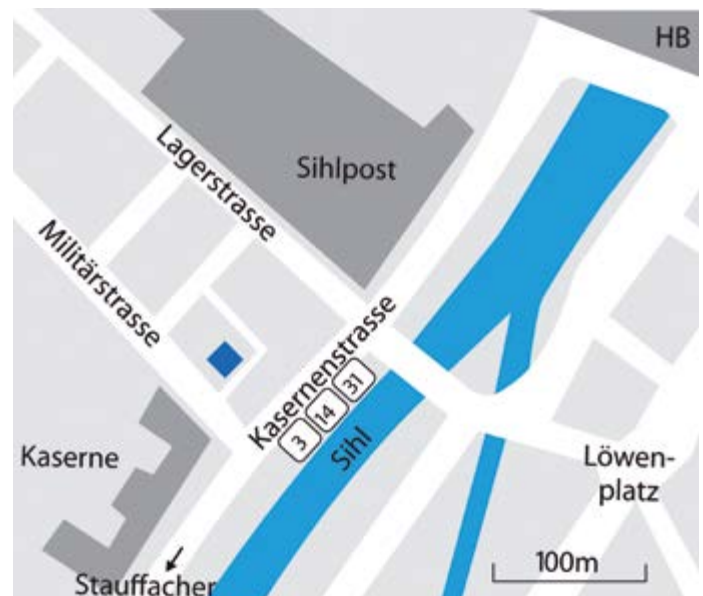 HB
Sihlpost
Lagerstrasse
Militärstrasse
Kasernenstrasse
31
14
3
Sihl
Kaserne
Löwen-
platz
100m
Stauffacher